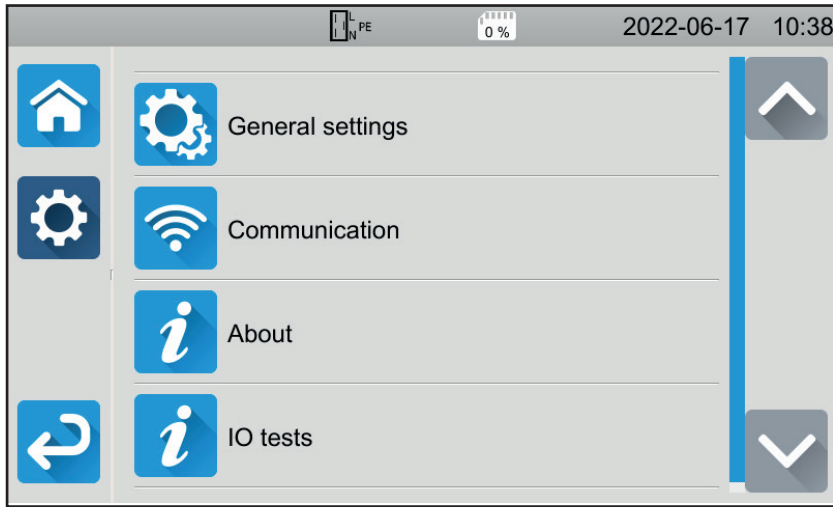 L
N PE
0 %
2022-06-17 10:38
General settings
Communication
i About
i IO tests